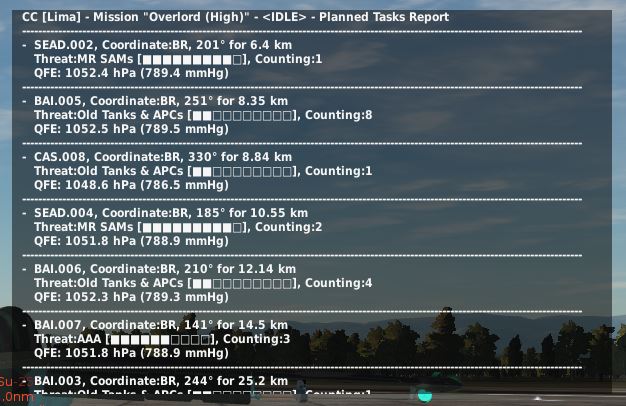 CC [Lima] - Mission "Overlord (High)" - <IDLE> - Planned Tasks Report
- SEAD.002, Coordinate:BR, 201° for 6.4 km
Threat:MR SAMs [■■■■■■■■■□], Counting:1
QFE: 1052.4 hPa (789.4 mmHg)
- BAI.005, Coordinate:BR, 251° for 8.35 km
Threat:Old Tanks & APCs [■■□□□□□□□□], Counting:8
QFE: 1052.5 hPa (789.5 mmHg)
- CAS.008, Coordinate:BR, 330° for 8.84 km
Threat:Old Tanks & APCs [■■□□□□□□□□], Counting:1
QFE: 1048.6 hPa (786.5 mmHg)
- SEAD.004, Coordinate:BR, 185° for 10.55 km
Threat:MR SAMs [■■■■■■■■■□], Counting:2
QFE: 1051.8 hPa (788.9 mmHg)
- BAI.006, Coordinate:BR, 210° for 12.14 km
Threat:Old Tanks & APCs [■■□□□□□□□□], Counting:4
QFE: 1052.3 hPa (789.3 mmHg)
- BAI.007, Coordinate:BR, 141° for 14.5 km
Threat:AAA [■■■■■■□□□□], Counting:3
QFE: 1051.8 hPa (788.9 mmHg)
- BAI.003, Coordinate:BR, 244° for 25.2 km
Threat:Old Tanks & APCs [■■□□□□□□□□], Counting:1